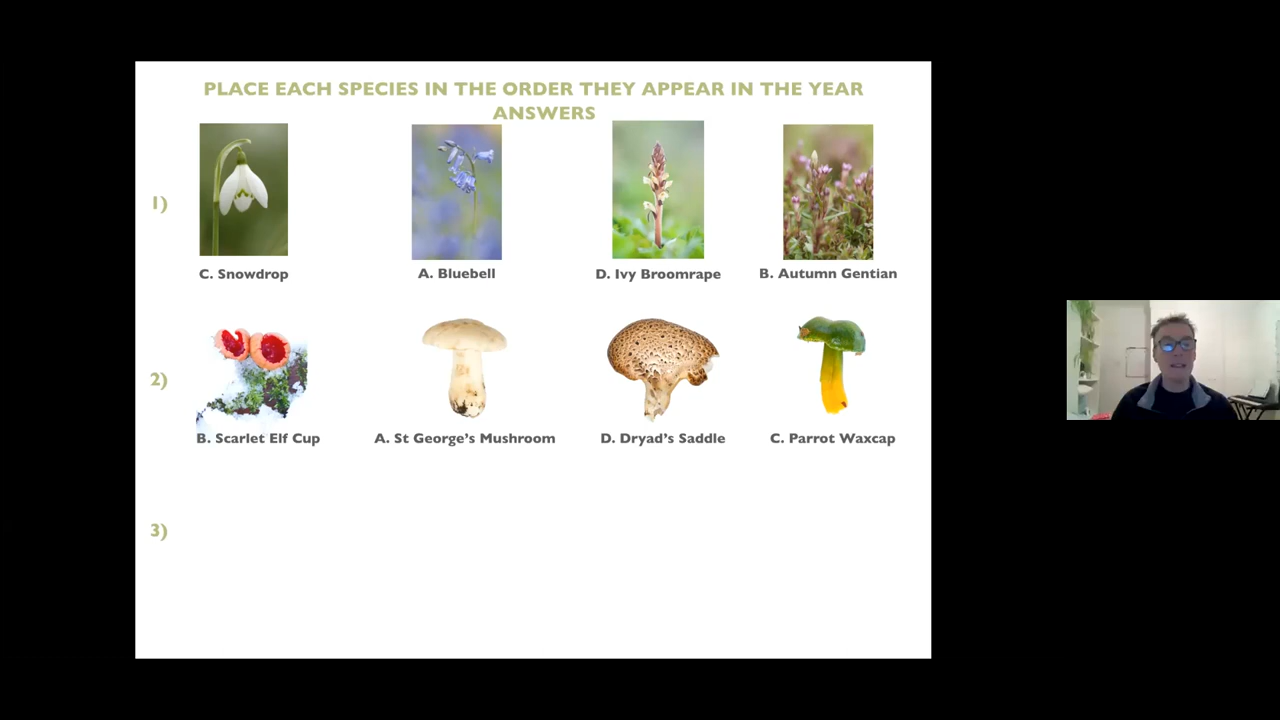 PLACE EACH SPECIES IN THE ORDER THEY APPEAR IN THE YEAR
ANSWERS
1)
C. Snowdrop
A. Bluebell
D. Ivy Broomrape
B. Autumn Gentian
2)
B. Scarlet Elf Cup
A. St George's Mushroom
D. Dryad's Saddle
C. Parrot Waxcap
3)